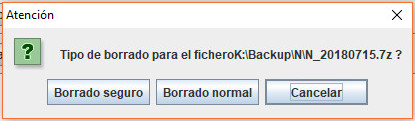 Atención
Tipo de borrado para el ficheroK:\Backup\N\N_20180715.7z ?
Borrado seguro
Borrado normal
Cancelar